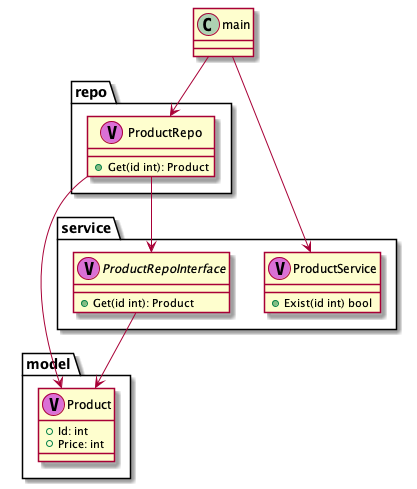 C main
repo
V ProductRepo
Get(id int): Product
service
V ProductRepoInterface
Get(id int): Product
V ProductService
Exist(id int) bool
model
V Product
Id: int
Price: int